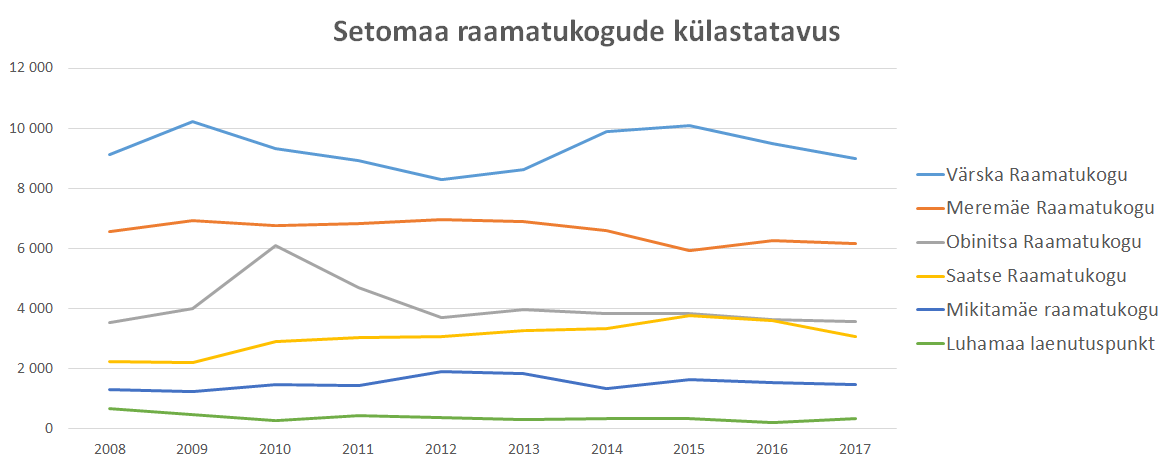 Setomaa raamatukogude külastatavus
12 000
10 000
8 000
6 000
4 000
2 000
0
2008 2009 2010 2011 2012 2013 2014 2015 2016 2017
Värska Raamatukogu
Meremäe Raamatukogu
Obinitsa Raamatukogu
Saatse Raamatukogu
Mikitamäe raamatukogu
Luhamaa laenutuspunkt